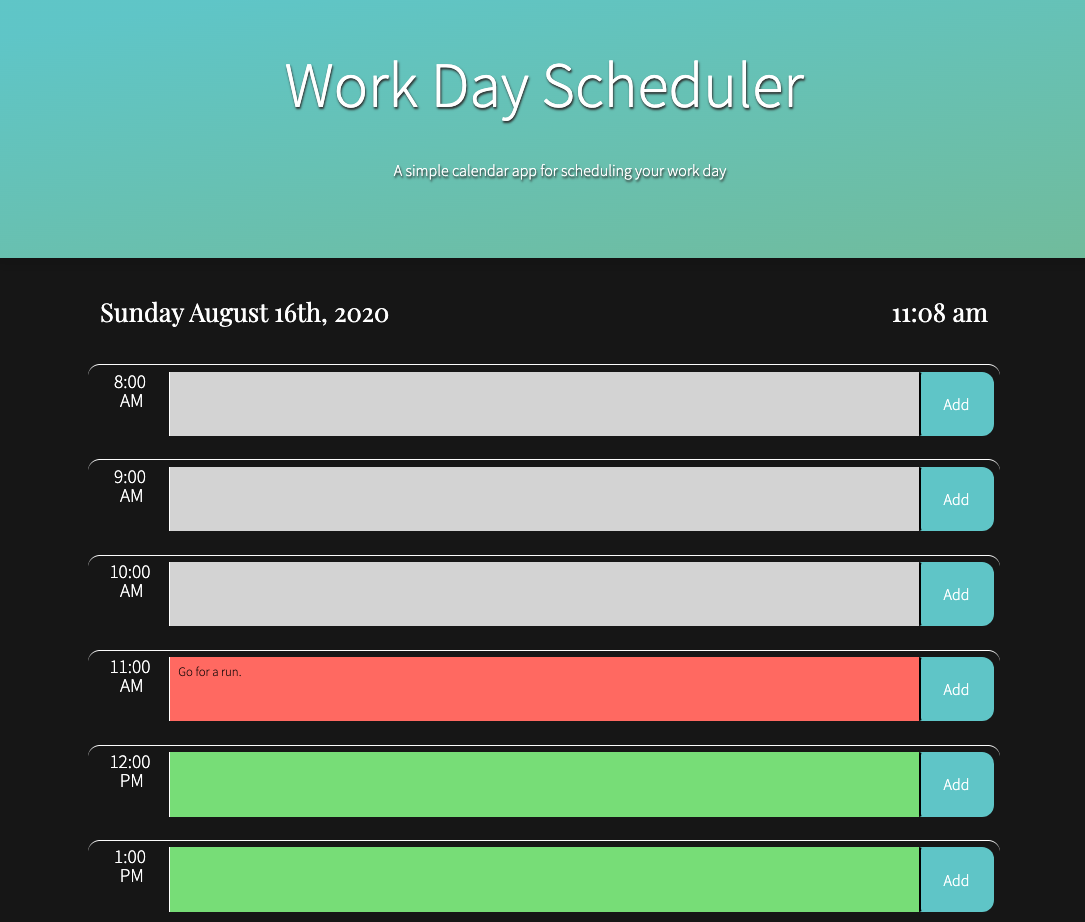 Work Day Scheduler
A simple calendar app for scheduling your work day
Sunday August 16th, 2020
11:08 am
8:00
AM
Add
9:00
AM
Add
10:00
AM
Add
11:00
AM
Go for a run.
Add
12:00
PM
Add
1:00
PM
Add